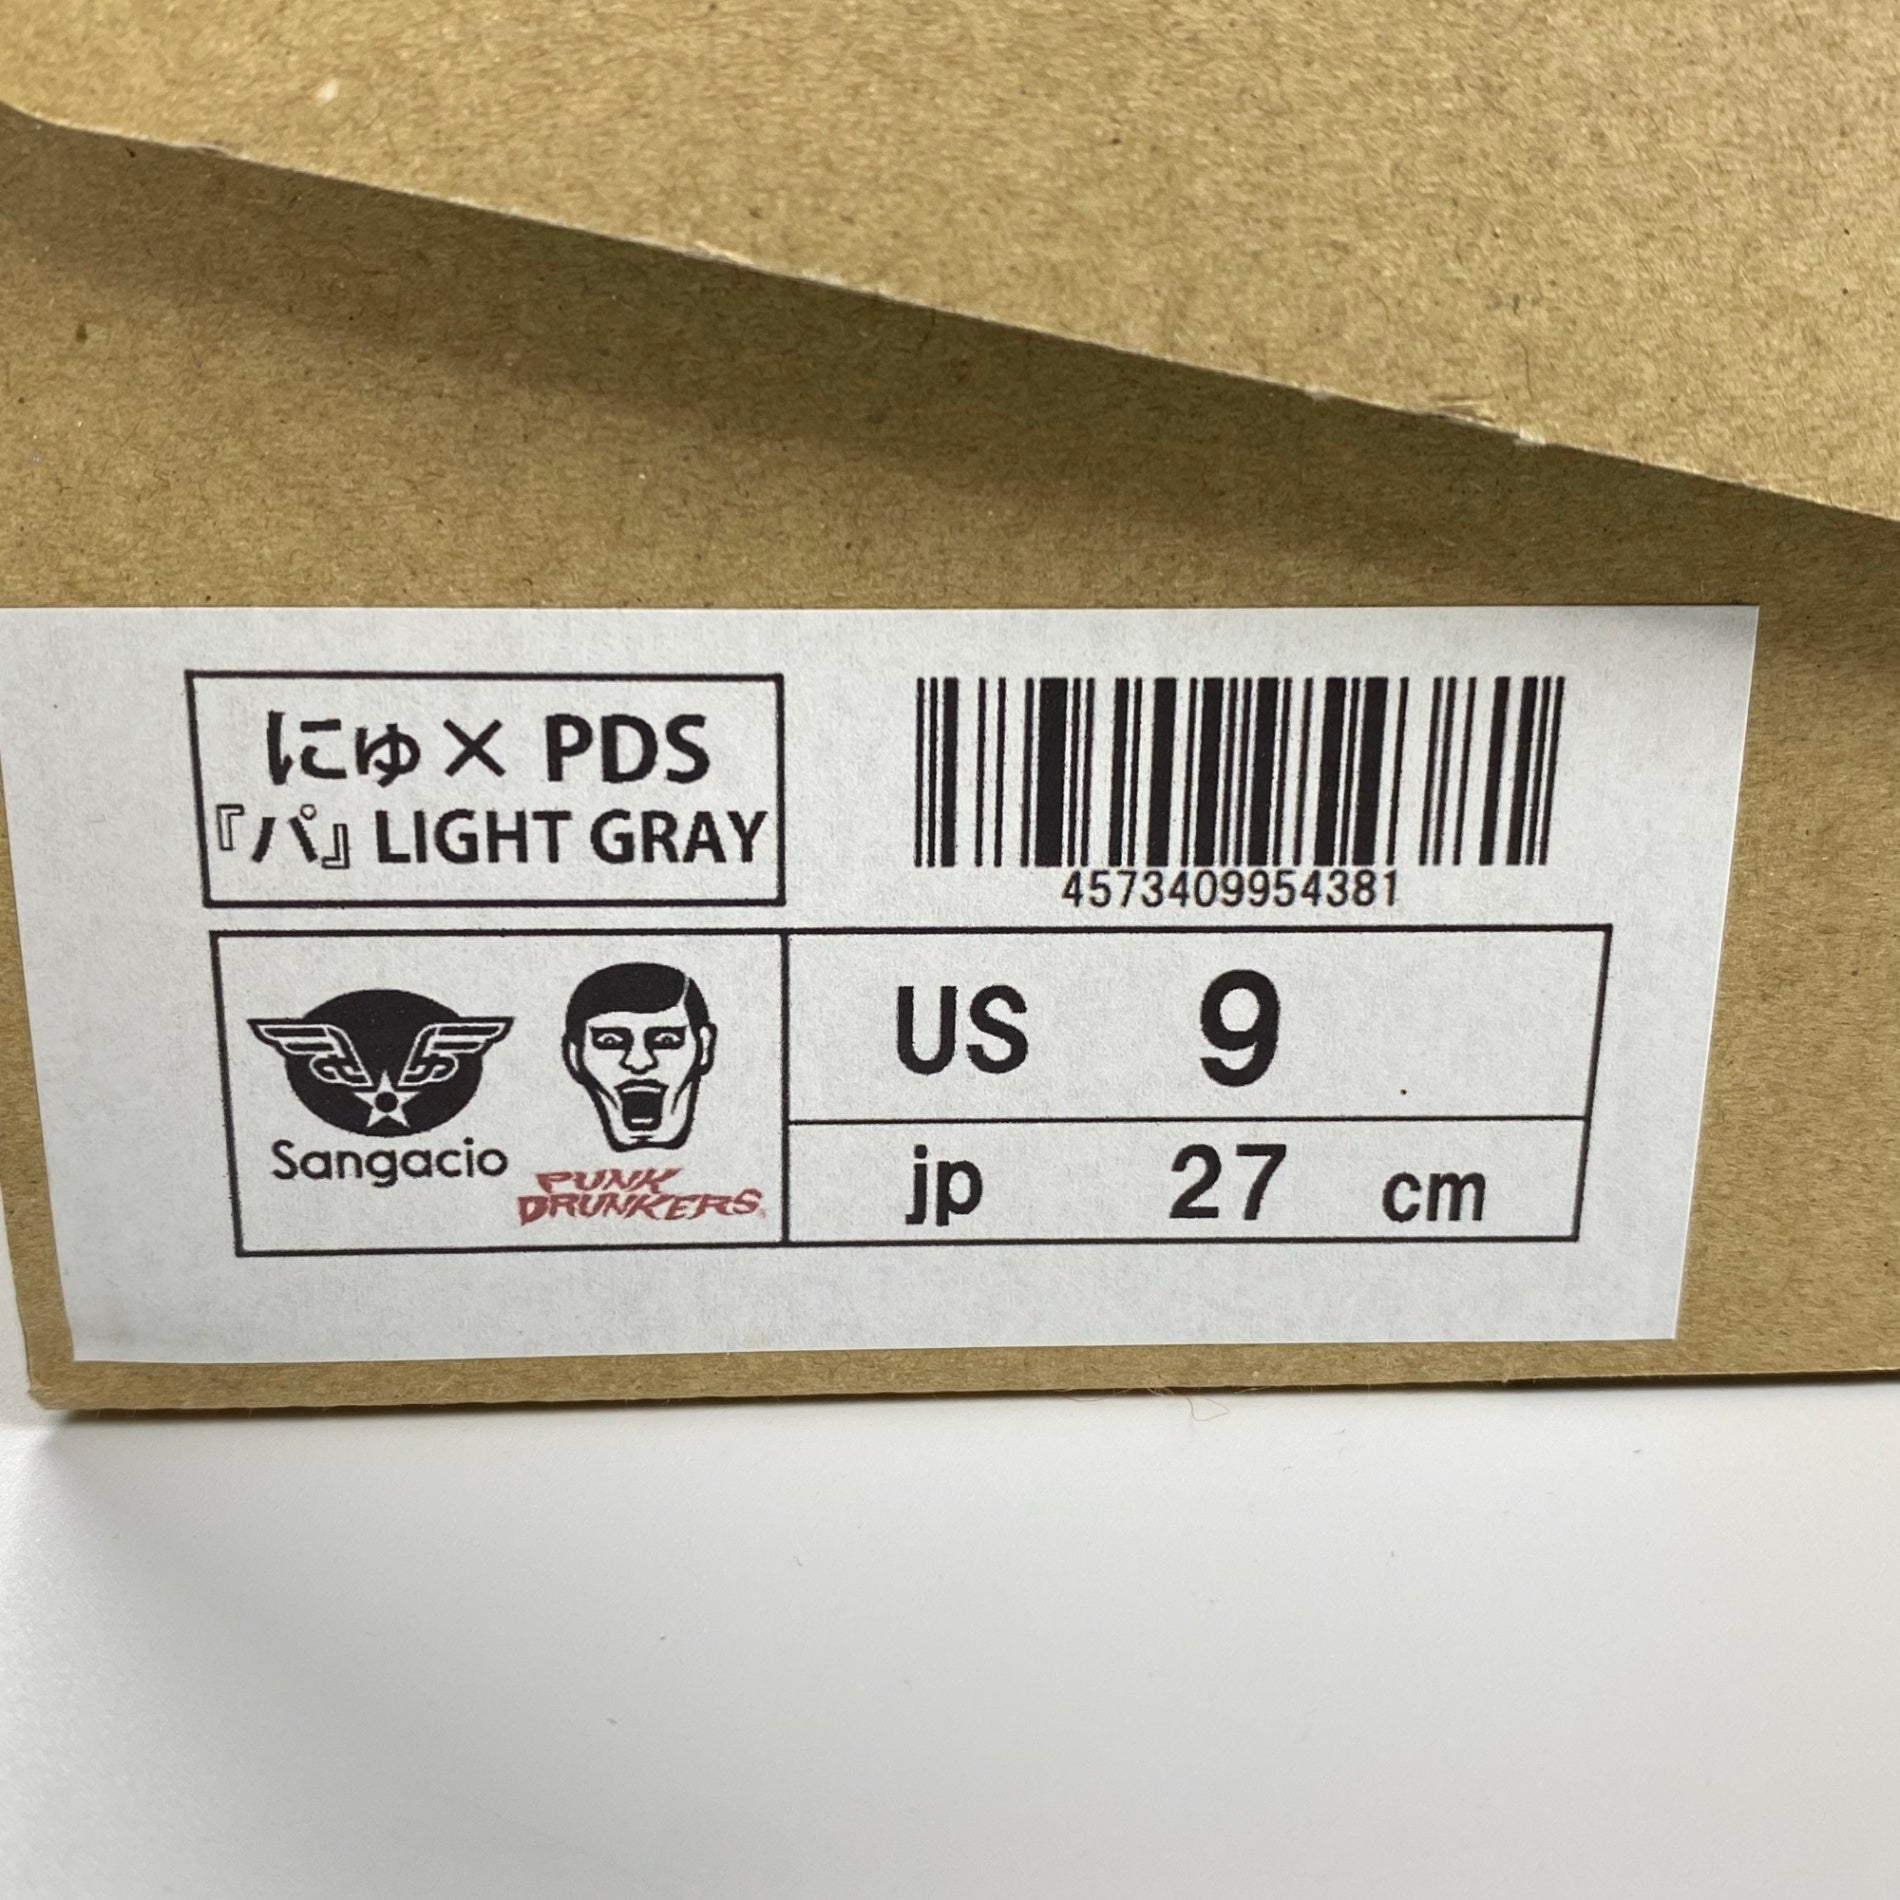 にゅ× PDS
『パ』 LIGHT GRAY
4573409954381
Sangacio
PUNK
DRUNKERS
US 9
jp 27 cm